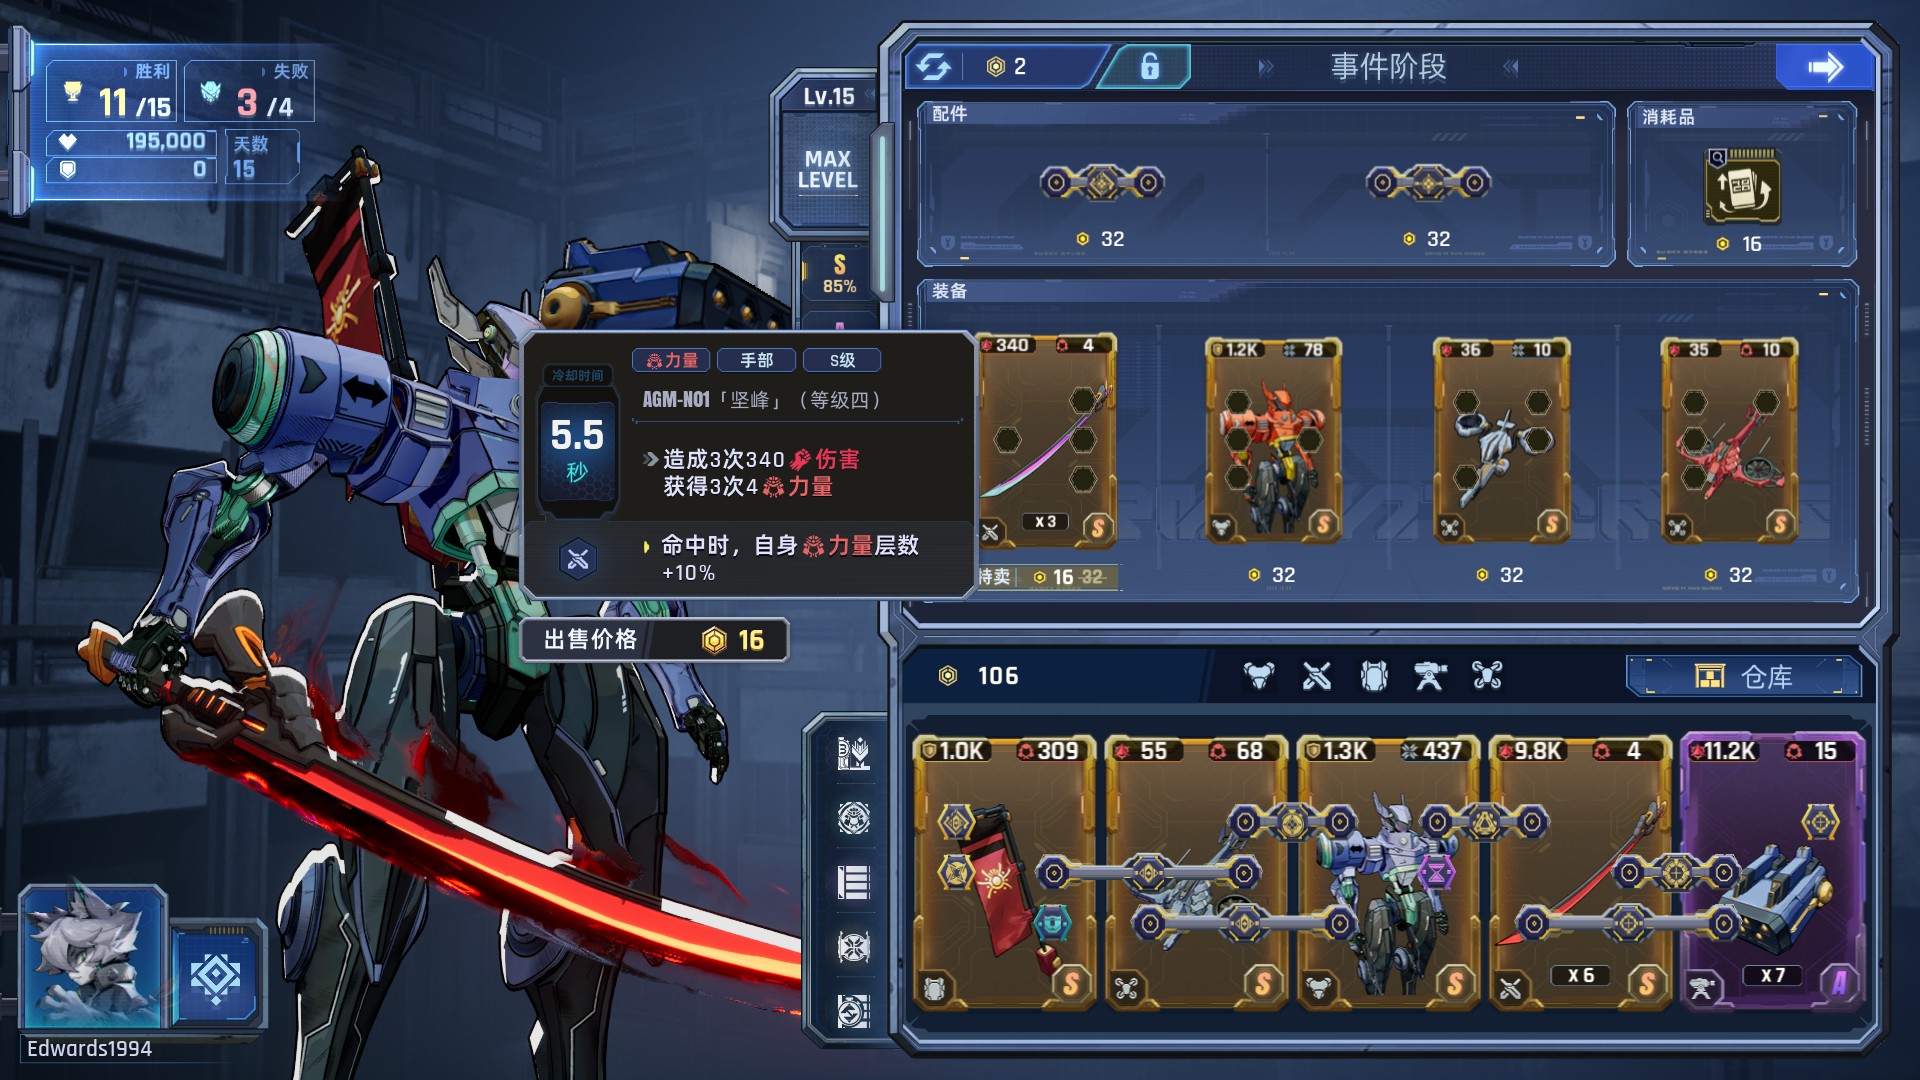 胜利
11/15
失败
3/4
195,000
0
天数
15
Lv.15
MAX
LEVEL
S
85%
2
事件阶段
配件
32
32
消耗品
16
装备
340
4
x3
S
特卖
16 32
1.2K
78
S
32
36
10
S
32
35
10
S
32
力量
手部
S级
冷却时间
5.5
秒
AGM-N01「坚峰」（等级四）
造成3次340伤害
获得3次4力量
命中时，自身力量层数
+10%
出售价格
16
106
仓库
1.0K
309
S
55
68
S
1.3K
437
S
9.8K
4
x6
S
11.2K
15
x7
A
Edwards1994